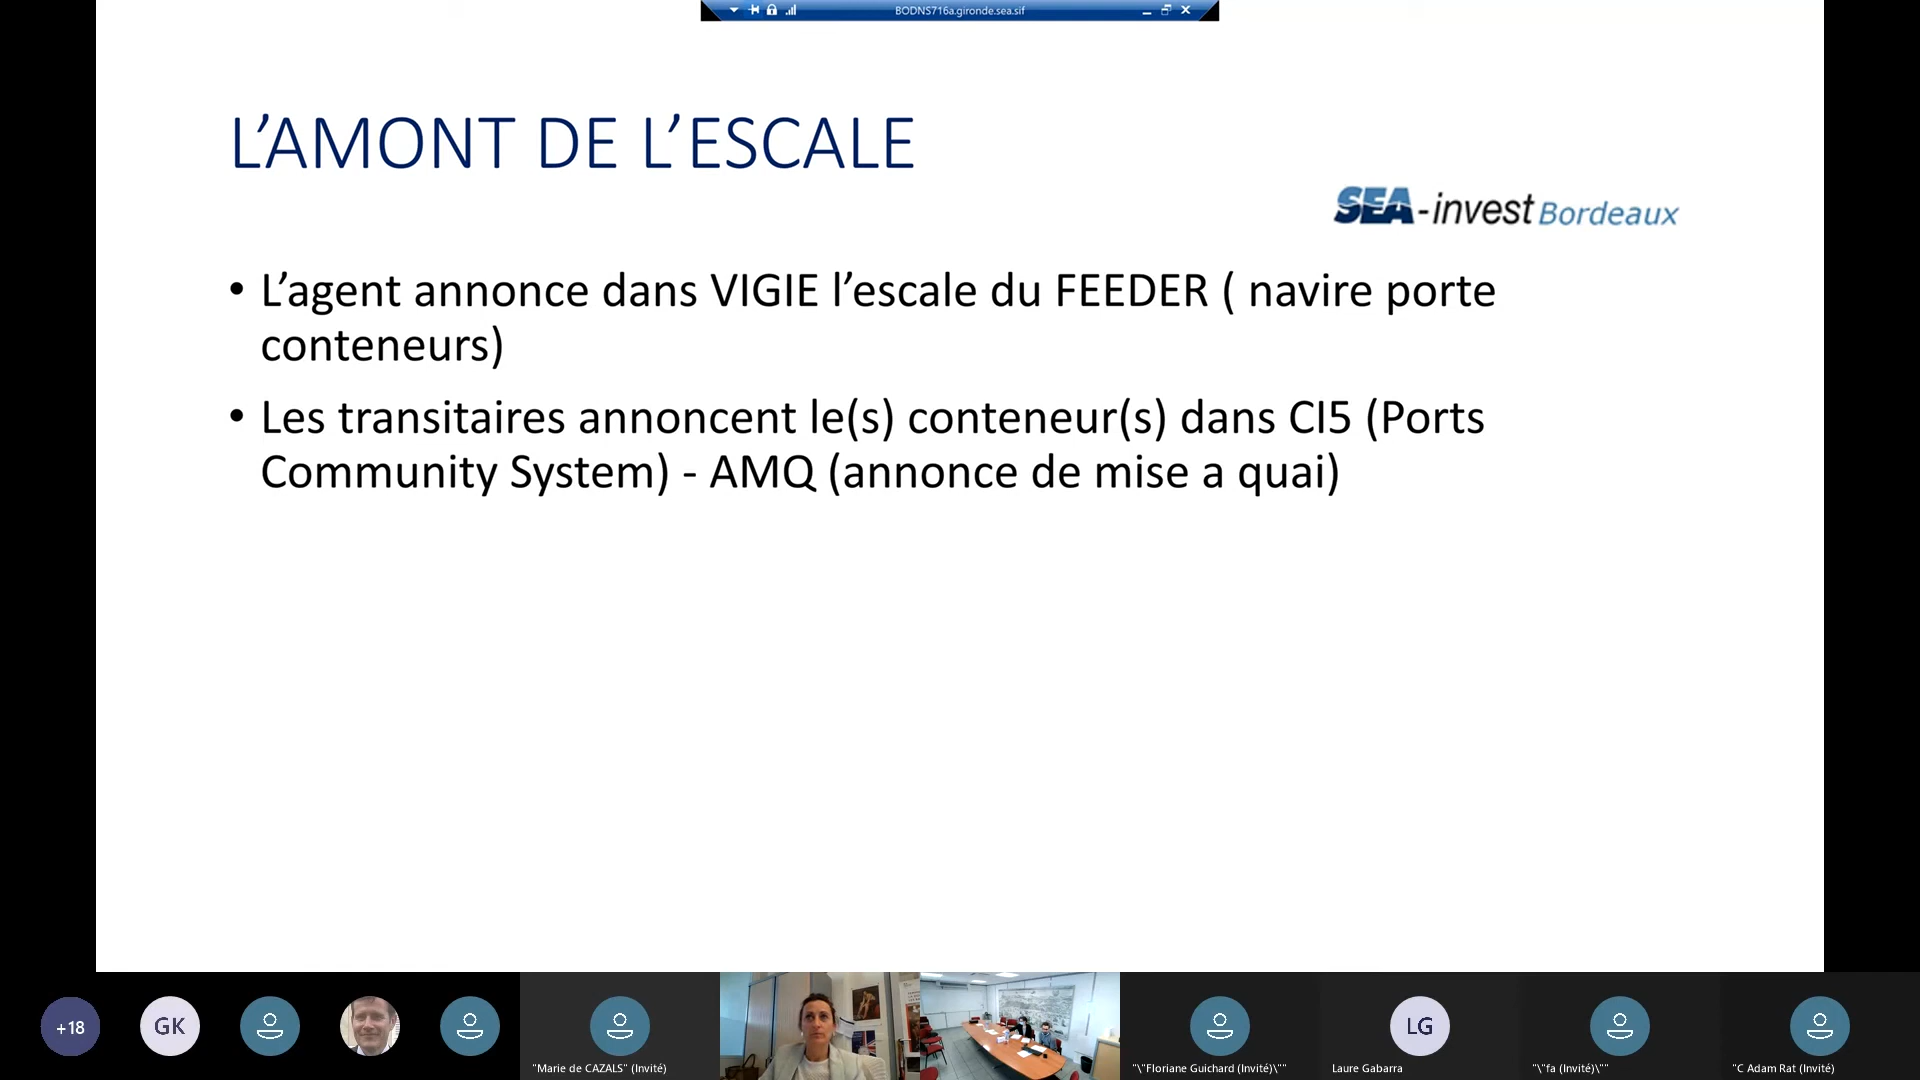 BODNS716a.gironde.sea.sif
L’AMONT DE L’ESCALE
SEA-invest Bordeaux
• L’agent annonce dans VIGIE l’escale du FEEDER ( navire porte
conteneurs)
• Les transitaires annoncent le(s) conteneur(s) dans CI5 (Ports
Community System) - AMQ (annonce de mise a quai)
+18
GK
LG
"Marie de CAZALS" (Invité)
"\"Floriane Guichard (Invité)\""
Laure Gabarra
"\"fa (Invité)\""
"C Adam Rat (Invité)